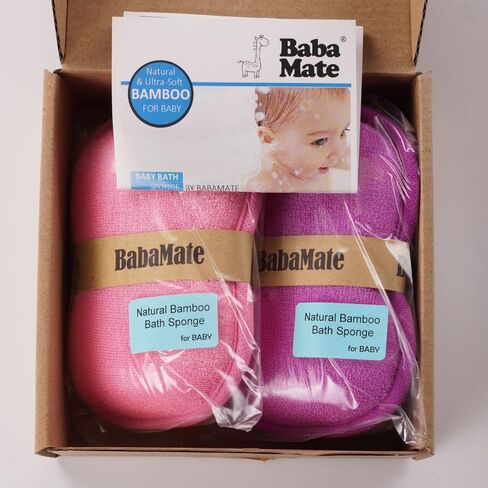 Baba
Mate®
Natural
& Ultra-Soft
BAMBOO
FOR BABY
BABY BATH
SPONGE BY BABAMATE
BabaMate
Natural Bamboo
Bath Sponge
for BABY
BabaMate
Natural Bamboo
Bath Sponge
for BABY